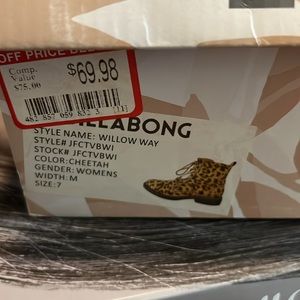 OFF PRICE
Comp.
Value
$75.00
$69.98
LABONG
STYLE NAME: WILLOW WAY
STYLE# JFCTVBWI
STOCK# JFCTVBWI
COLOR:CHEETAH
GENDER: WOMENS
WIDTH: M
SIZE:7